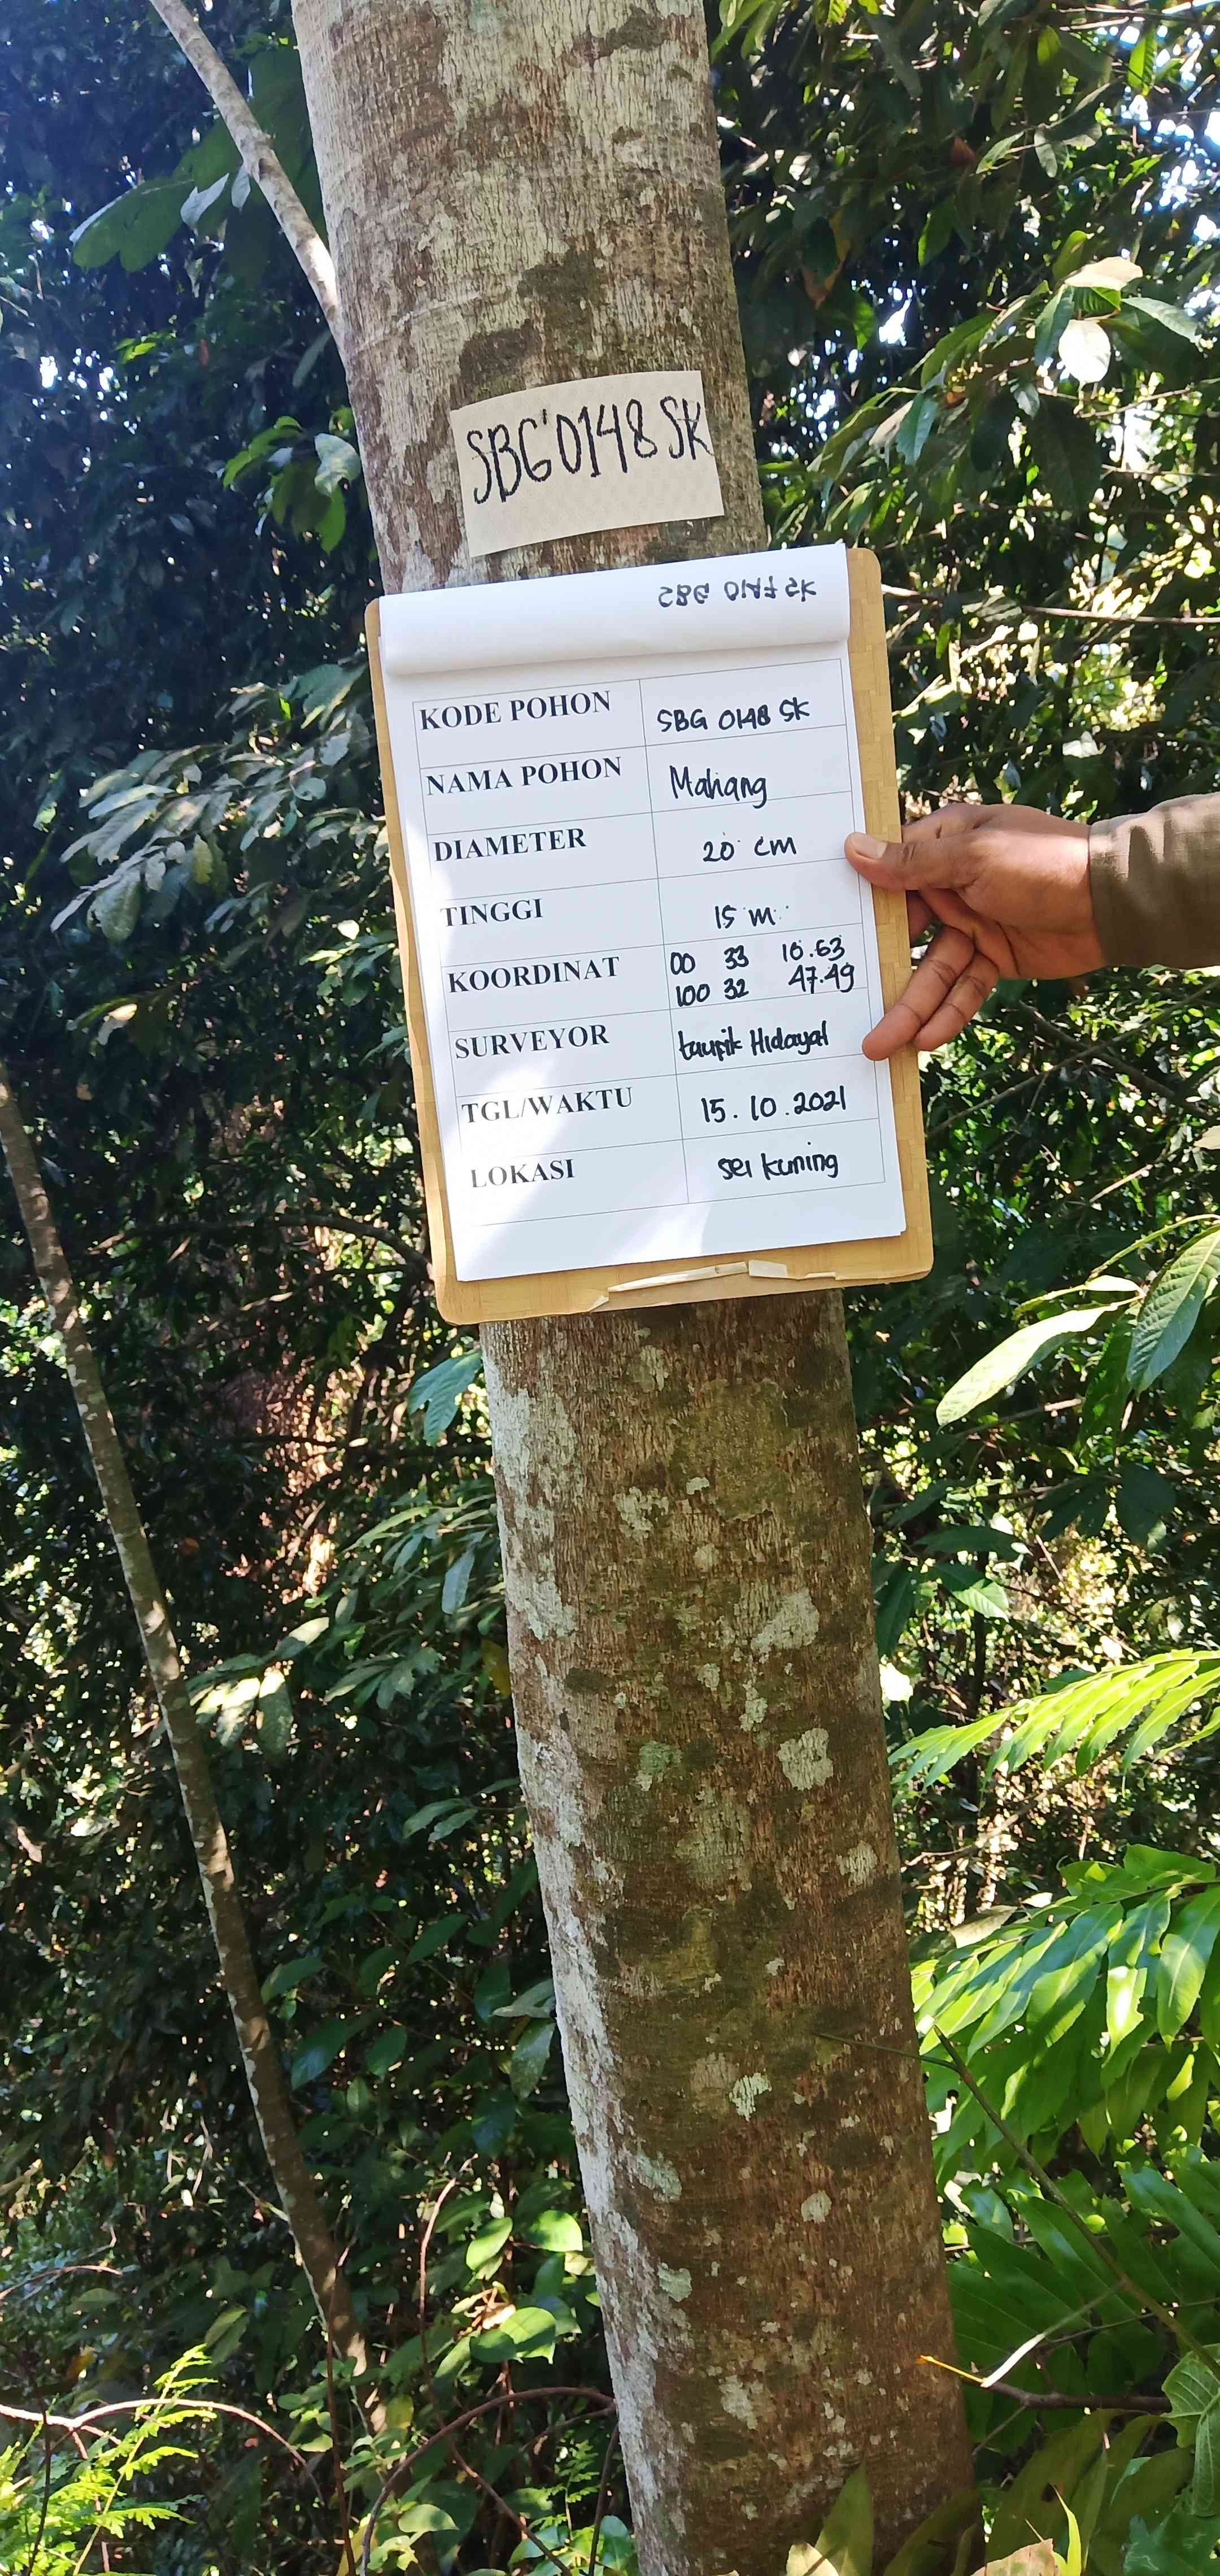 SBG 0148 SK
SBG 0147 SK
KODE POHON SBG 0148 SK
NAMA POHON Mahang
DIAMETER 20 cm
TINGGI 15 m
KOORDINAT 00 33 10.63
100 32 47.49
SURVEYOR taufik Hidayat
TGL/WAKTU 15.10.2021
LOKASI sei kuning